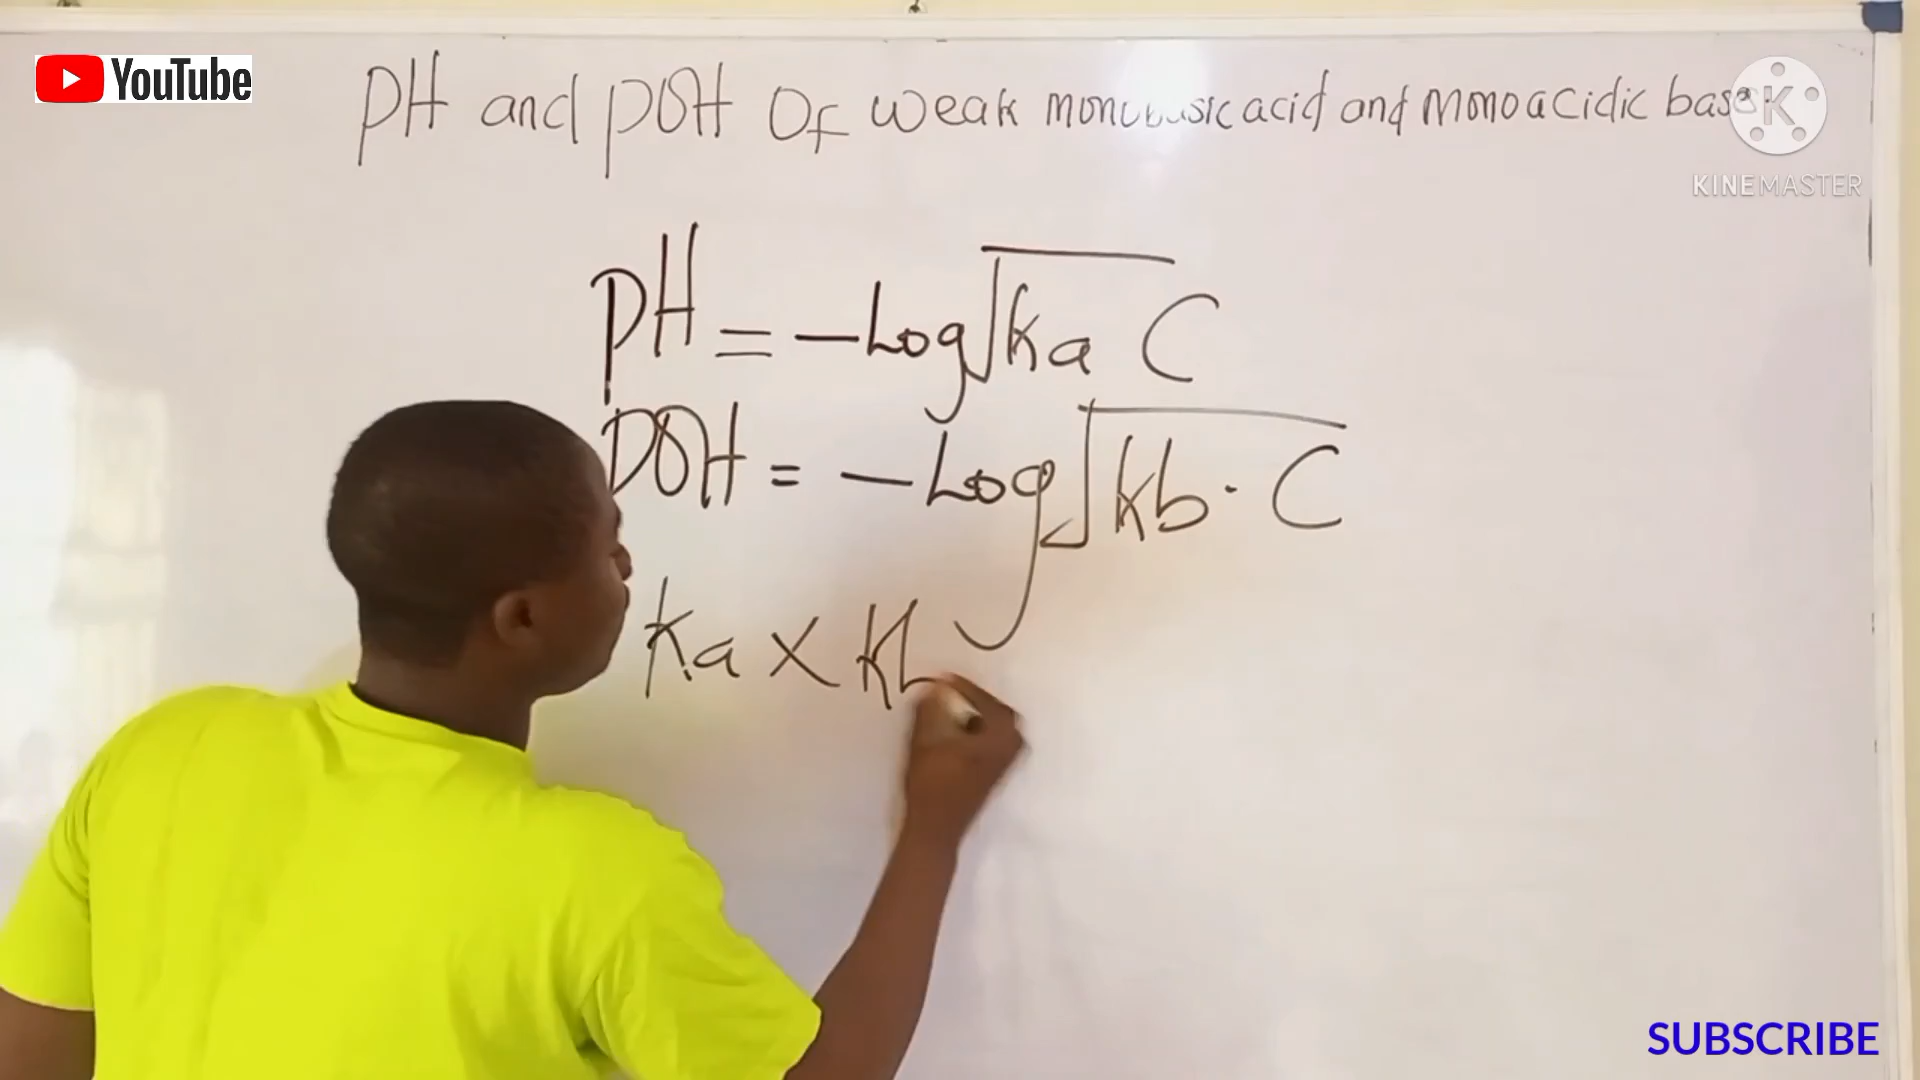 YouTube
PH and POH Of weak monobasic acid and Monoacidic base
KINEMASTER
PH = -Log√ka C
POH = -Log√kb · C
Ka × Kb
SUBSCRIBE